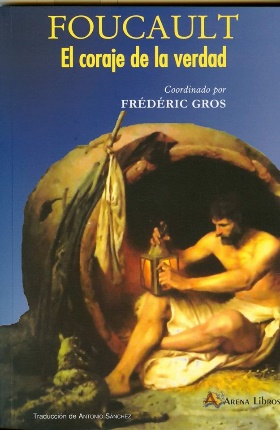 FOUCAULT
El coraje de la verdad
Coordinado por
FRÉDÉRIC GROS
ARENA LIBROS
Traducción de ANTONIO SÁNCHEZ